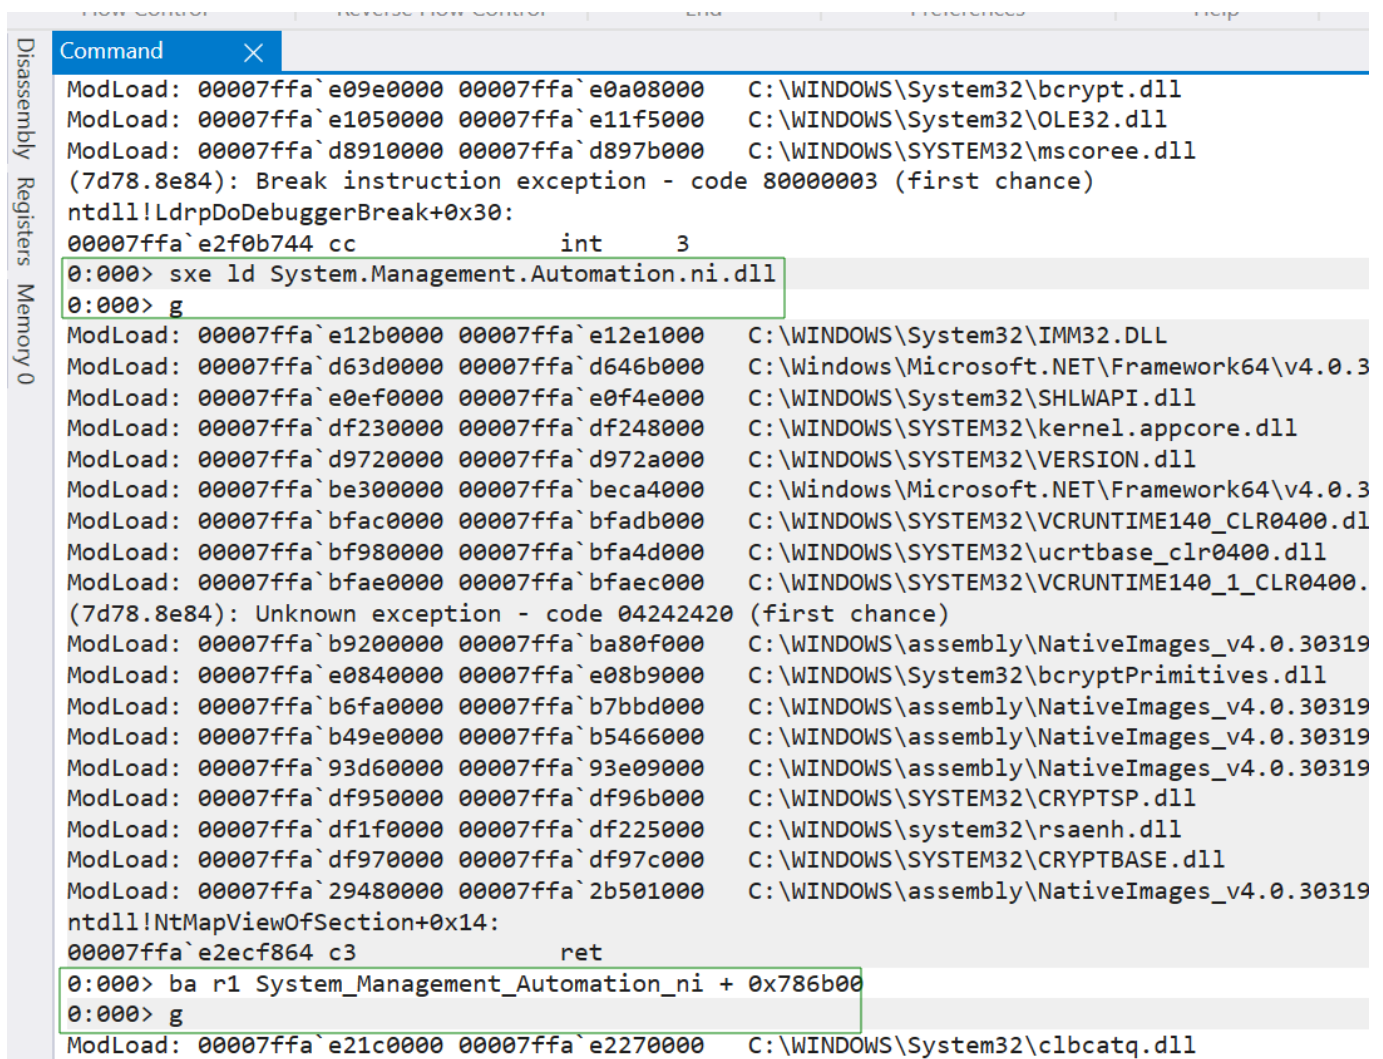 Flow Control Reverse Flow Control End Preferences Help
Disassembly
Registers
Memory 0
Command
ModLoad: 00007ffa`e09e0000 00007ffa`e0a08000   C:\WINDOWS\System32\bcrypt.dll
ModLoad: 00007ffa`e1050000 00007ffa`e11f5000   C:\WINDOWS\System32\OLE32.dll
ModLoad: 00007ffa`d8910000 00007ffa`d897b000   C:\WINDOWS\SYSTEM32\mscoree.dll
(7d78.8e84): Break instruction exception - code 80000003 (first chance)
ntdll!LdrpDoDebuggerBreak+0x30:
00007ffa`e2f0b744 cc              int     3
0:000> sxe ld System.Management.Automation.ni.dll
0:000> g
ModLoad: 00007ffa`e12b0000 00007ffa`e12e1000   C:\WINDOWS\System32\IMM32.DLL
ModLoad: 00007ffa`d63d0000 00007ffa`d646b000   C:\Windows\Microsoft.NET\Framework64\v4.0.3
ModLoad: 00007ffa`e0ef0000 00007ffa`e0f4e000   C:\WINDOWS\System32\SHLWAPI.dll
ModLoad: 00007ffa`df230000 00007ffa`df248000   C:\WINDOWS\SYSTEM32\kernel.appcore.dll
ModLoad: 00007ffa`d9720000 00007ffa`d972a000   C:\WINDOWS\SYSTEM32\VERSION.dll
ModLoad: 00007ffa`be300000 00007ffa`beca4000   C:\Windows\Microsoft.NET\Framework64\v4.0.3
ModLoad: 00007ffa`bfac0000 00007ffa`bfadb000   C:\WINDOWS\SYSTEM32\VCRUNTIME140_CLR0400.dl
ModLoad: 00007ffa`bf980000 00007ffa`bfa4d000   C:\WINDOWS\SYSTEM32\ucrtbase_clr0400.dll
ModLoad: 00007ffa`bfae0000 00007ffa`bfaec000   C:\WINDOWS\SYSTEM32\VCRUNTIME140_1_CLR0400.
(7d78.8e84): Unknown exception - code 04242420 (first chance)
ModLoad: 00007ffa`b9200000 00007ffa`ba80f000   C:\WINDOWS\assembly\NativeImages_v4.0.30319
ModLoad: 00007ffa`e0840000 00007ffa`e08b9000   C:\WINDOWS\System32\bcryptPrimitives.dll
ModLoad: 00007ffa`b6fa0000 00007ffa`b7bbd000   C:\WINDOWS\assembly\NativeImages_v4.0.30319
ModLoad: 00007ffa`b49e0000 00007ffa`b5466000   C:\WINDOWS\assembly\NativeImages_v4.0.30319
ModLoad: 00007ffa`93d60000 00007ffa`93e09000   C:\WINDOWS\assembly\NativeImages_v4.0.30319
ModLoad: 00007ffa`df950000 00007ffa`df96b000   C:\WINDOWS\SYSTEM32\CRYPTSP.dll
ModLoad: 00007ffa`df1f0000 00007ffa`df225000   C:\WINDOWS\system32\rsaenh.dll
ModLoad: 00007ffa`df970000 00007ffa`df97c000   C:\WINDOWS\SYSTEM32\CRYPTBASE.dll
ModLoad: 00007ffa`29480000 00007ffa`2b501000   C:\WINDOWS\assembly\NativeImages_v4.0.30319
ntdll!NtMapViewOfSection+0x14:
00007ffa`e2ecf864 c3              ret
0:000> ba r1 System_Management_Automation_ni + 0x786b00
0:000> g
ModLoad: 00007ffa`e21c0000 00007ffa`e2270000   C:\WINDOWS\System32\clbcatq.dll